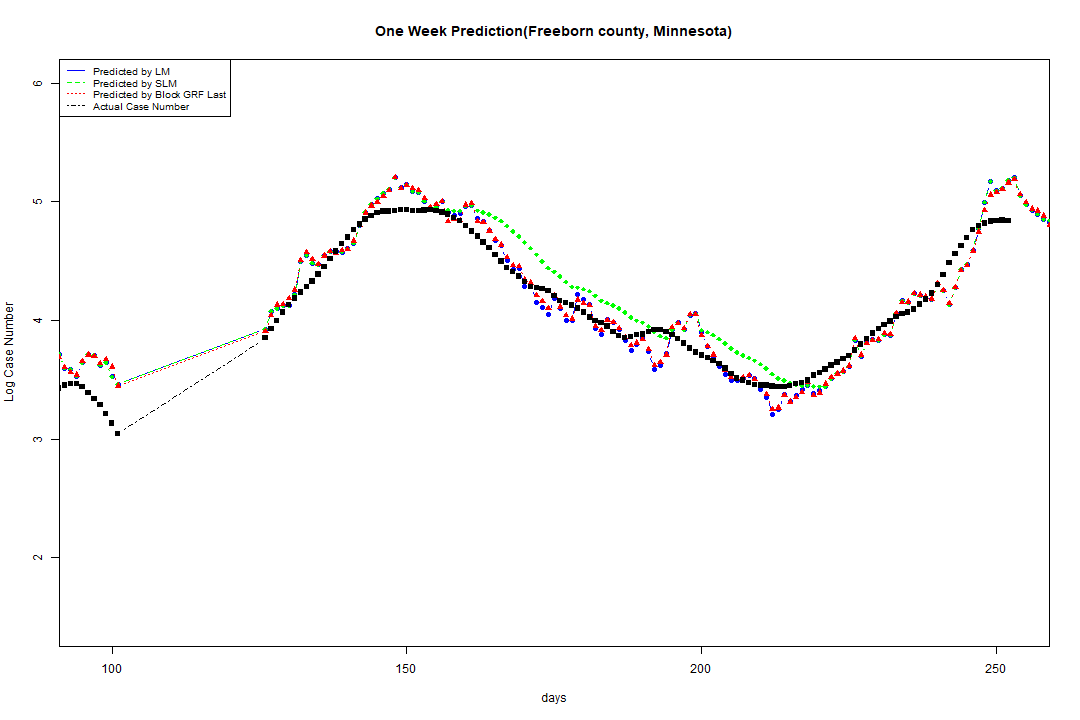 One Week Prediction(Freeborn county, Minnesota)
Predicted by LM
Predicted by SLM
Predicted by Block GRF Last
Actual Case Number
6
5
4
3
2
Log Case Number
100
150
200
250
days